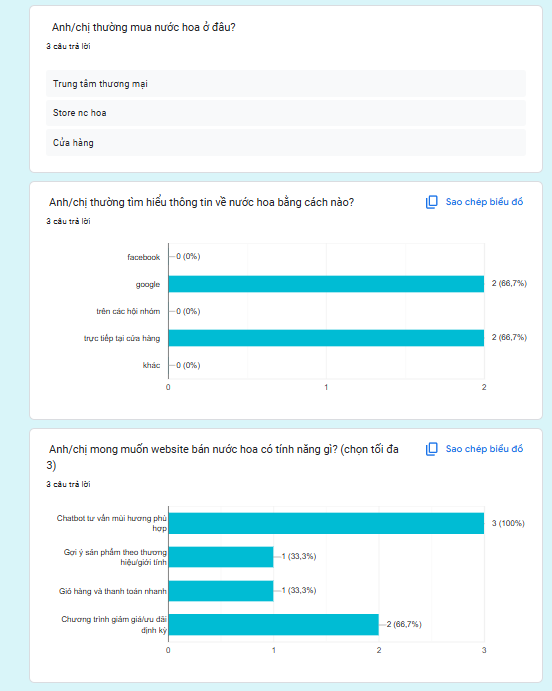 Anh/chị thường mua nước hoa ở đâu?
3 câu trả lời
Trung tâm thương mại
Store nc hoa
Cửa hàng
Anh/chị thường tìm hiểu thông tin về nước hoa bằng cách nào?
Sao chép biểu đồ
3 câu trả lời
facebook
0 (0%)
google
2 (66,7%)
trên các hội nhóm
0 (0%)
trực tiếp tại cửa hàng
2 (66,7%)
khác
0 (0%)
0
1
2
Anh/chị mong muốn website bán nước hoa có tính năng gì? (chọn tối đa
3)
Sao chép biểu đồ
3 câu trả lời
Chatbot tư vấn mùi hương phù
hợp
3 (100%)
Gợi ý sản phẩm theo thương
hiệu/giới tính
1 (33,3%)
Giỏ hàng và thanh toán nhanh
1 (33,3%)
Chương trình giảm giá/ưu đãi
định kỳ
2 (66,7%)
0
1
2
3